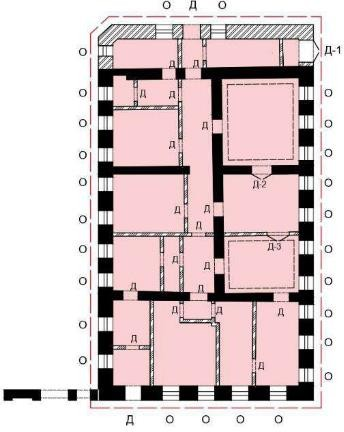 О Д О
О Д-1
Д Д
О Д Д О
О Д О
О Д О
О Д-2 О
О Д О
Д
О О
Д-3
О Д Д О
О Д Д Д О
Д Д О
О
Д О
О Д
О
Д О О О О